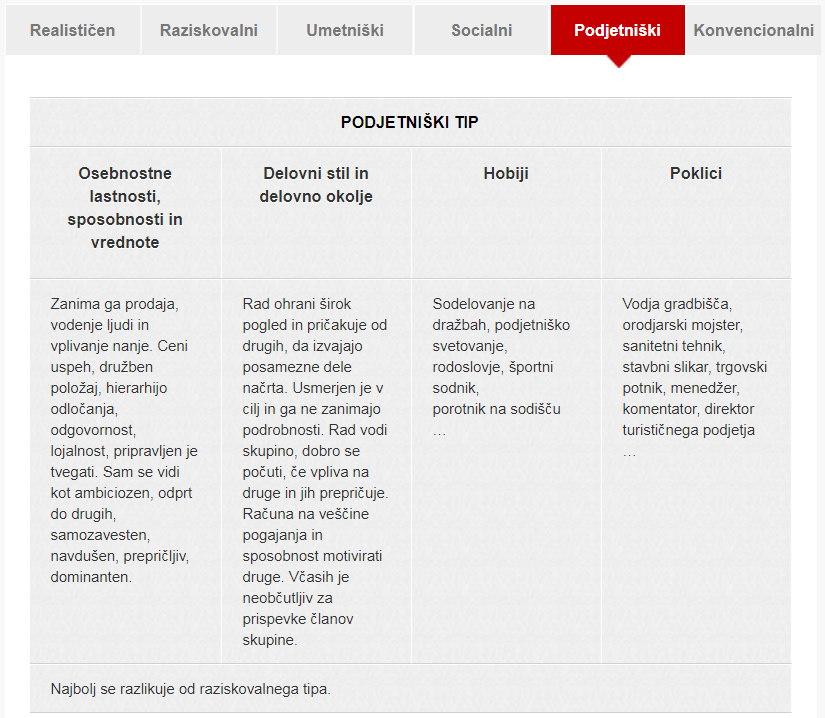 Realističen
Raziskovalni
Umetniški
Socialni
Podjetniški
Konvencionalni
PODJETNIŠKI TIP
Osebnostne
lastnosti,
sposobnosti in
vrednote
Delovni stil in
delovno okolje
Hobiji
Poklici
Zanima ga prodaja,
vodenje ljudi in
vplivanje nanje. Ceni
uspeh, družben
položaj, hierarhijo
odločanja,
odgovornost,
lojalnost, pripravljen je
tvegati. Sam se vidi
kot ambiciozen, odprt
do drugih,
samozavesten,
navdušen, prepričljiv,
dominanten.
Rad ohrani širok
pogled in pričakuje od
drugih, da izvajajo
posamezne dele
načrta. Usmerjen je v
cilj in ga ne zanimajo
podrobnosti. Rad vodi
skupino, dobro se
počuti, če vpliva na
druge in jih prepričuje.
Računa na veščine
pogajanja in
sposobnost motivirati
druge. Včasih je
neobčutljiv za
prispevke članov
skupine.
Sodelovanje na
dražbah, podjetniško
svetovanje,
rodoslovje, športni
sodnik,
porotnik na sodišču
…
Vodja gradbišča,
orodjarski mojster,
sanitetni tehnik,
stavbni slikar, trgovski
potnik, menedžer,
komentator, direktor
turističnega podjetja
…
Najbolj se razlikuje od raziskovalnega tipa.